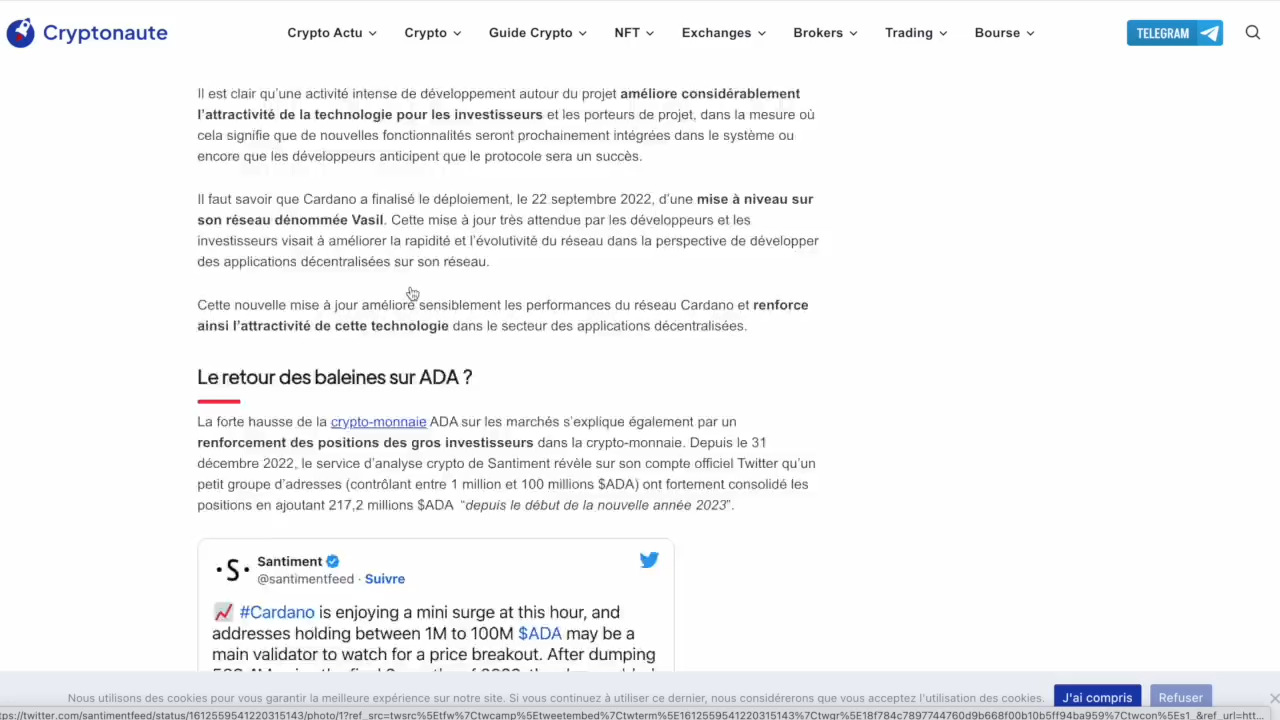 Cryptonaute
Crypto Actu
Crypto
Guide Crypto
NFT
Exchanges
Brokers
Trading
Bourse
TELEGRAM
Il est clair qu’une activité intense de développement autour du projet améliore considérablement
l’attractivité de la technologie pour les investisseurs et les porteurs de projet, dans la mesure où
cela signifie que de nouvelles fonctionnalités seront prochainement intégrées dans le système ou
encore que les développeurs anticipent que le protocole sera un succès.
Il faut savoir que Cardano a finalisé le déploiement, le 22 septembre 2022, d’une mise à niveau sur
son réseau dénommée Vasil. Cette mise à jour très attendue par les développeurs et les
investisseurs visait à améliorer la rapidité et l’évolutivité du réseau dans la perspective de développer
des applications décentralisées sur son réseau.
Cette nouvelle mise à jour améliore sensiblement les performances du réseau Cardano et renforce
ainsi l’attractivité de cette technologie dans le secteur des applications décentralisées.
Le retour des baleines sur ADA ?
La forte hausse de la crypto-monnaie ADA sur les marchés s’explique également par un
renforcement des positions des gros investisseurs dans la crypto-monnaie. Depuis le 31
décembre 2022, le service d’analyse crypto de Santiment révèle sur son compte officiel Twitter qu’un
petit groupe d’adresses (contrôlant entre 1 million et 100 millions $ADA) ont fortement consolidé les
positions en ajoutant 217,2 millions $ADA “depuis le début de la nouvelle année 2023”.
·S·
Santiment
@santimentfeed · Suivre
#Cardano is enjoying a mini surge at this hour, and
addresses holding between 1M to 100M $ADA may be a
main validator to watch for a price breakout. After dumping
Nous utilisons des cookies pour vous garantir la meilleure expérience sur notre site. Si vous continuez à utiliser ce dernier, nous considérerons que vous acceptez l'utilisation des cookies.
J'ai compris
Refuser